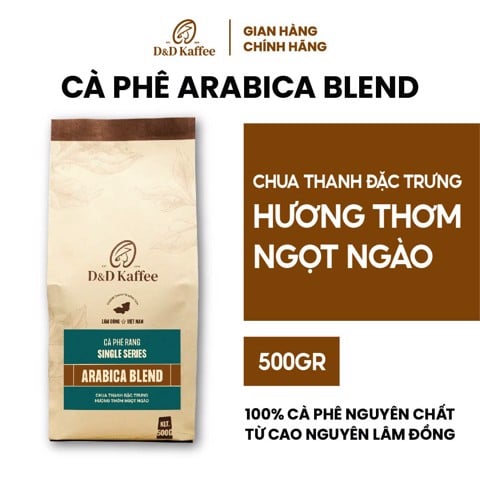 D&D Kaffee
GIAN HÀNG
CHÍNH HÃNG
CÀ PHÊ ARABICA BLEND
D&D Kaffee
LÂM ĐỒNG ☆ VIỆT NAM
CÀ PHÊ RANG
SINGLE SERIES
ARABICA BLEND
CHUA THANH ĐẶC TRƯNG
HƯƠNG THƠM NGỌT NGÀO
KLT.
500G
CHUA THANH ĐẶC TRƯNG
HƯƠNG THƠM
NGỌT NGÀO
500GR
100% CÀ PHÊ NGUYÊN CHẤT
TỪ CAO NGUYÊN LÂM ĐỒNG